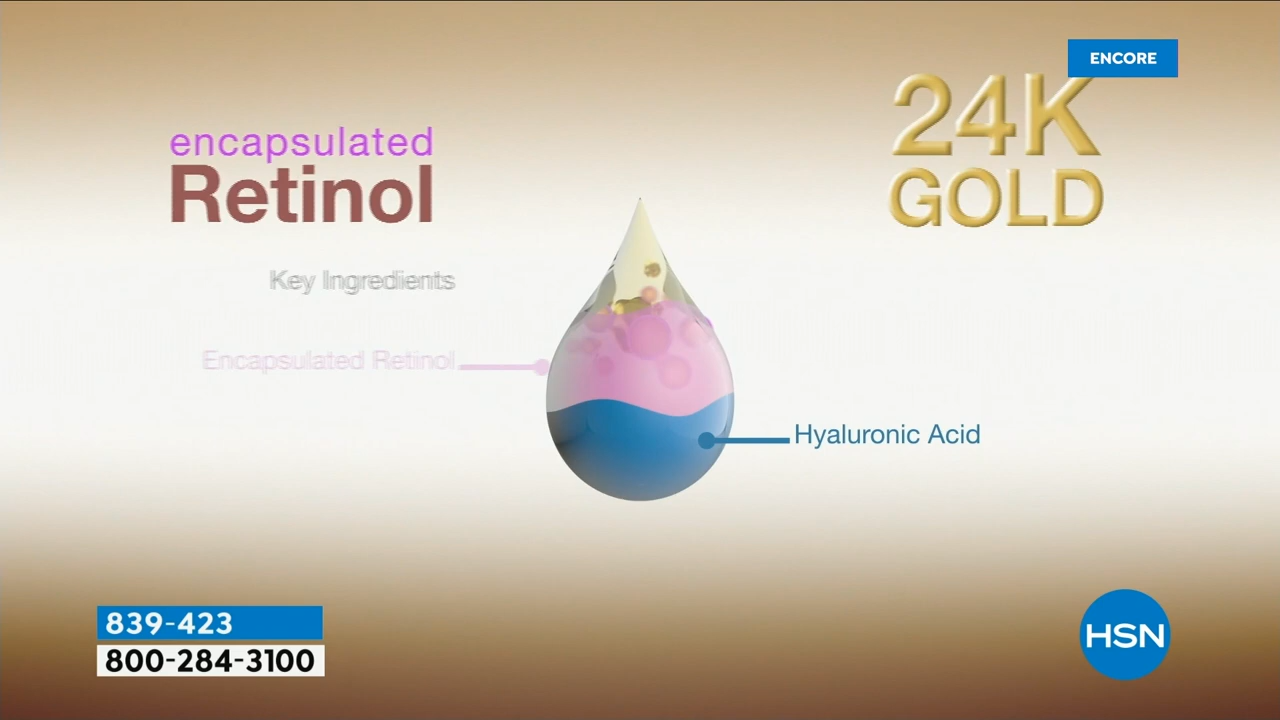 ENCORE
encapsulated
Retinol
24K
GOLD
Key Ingredients
Encapsulated Retinol
Hyaluronic Acid
839-423
800-284-3100
HSN